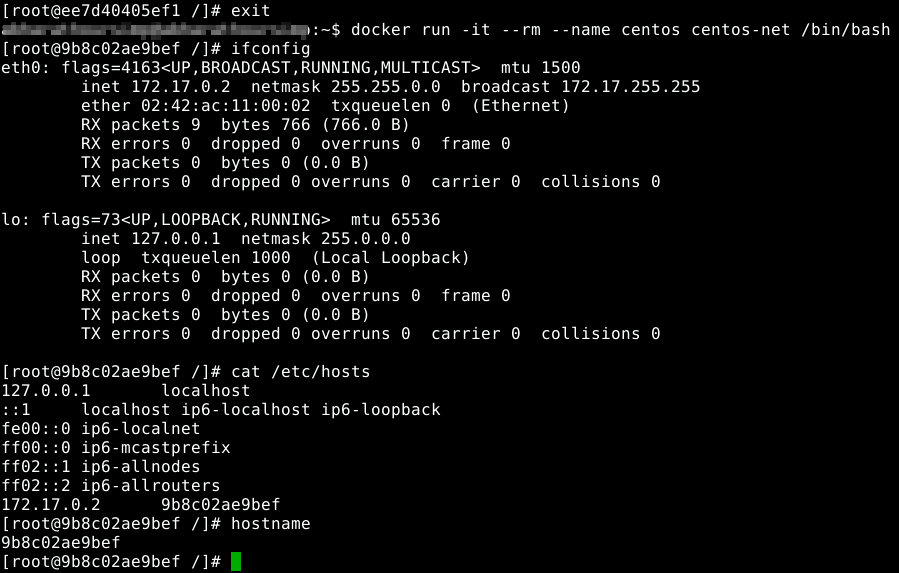 [root@ee7d40405ef1 /]# exit
:~$ docker run -it --rm --name centos centos-net /bin/bash
[root@9b8c02ae9bef /]# ifconfig
eth0: flags=4163<UP,BROADCAST,RUNNING,MULTICAST>  mtu 1500
        inet 172.17.0.2  netmask 255.255.0.0  broadcast 172.17.255.255
        ether 02:42:ac:11:00:02  txqueuelen 0  (Ethernet)
        RX packets 9  bytes 766 (766.0 B)
        RX errors 0  dropped 0  overruns 0  frame 0
        TX packets 0  bytes 0 (0.0 B)
        TX errors 0  dropped 0 overruns 0  carrier 0  collisions 0

lo: flags=73<UP,LOOPBACK,RUNNING>  mtu 65536
        inet 127.0.0.1  netmask 255.0.0.0
        loop  txqueuelen 1000  (Local Loopback)
        RX packets 0  bytes 0 (0.0 B)
        RX errors 0  dropped 0  overruns 0  frame 0
        TX packets 0  bytes 0 (0.0 B)
        TX errors 0  dropped 0 overruns 0  carrier 0  collisions 0

[root@9b8c02ae9bef /]# cat /etc/hosts
127.0.0.1       localhost
::1     localhost ip6-localhost ip6-loopback
fe00::0 ip6-localnet
ff00::0 ip6-mcastprefix
ff02::1 ip6-allnodes
ff02::2 ip6-allrouters
172.17.0.2      9b8c02ae9bef
[root@9b8c02ae9bef /]# hostname
9b8c02ae9bef
[root@9b8c02ae9bef /]#